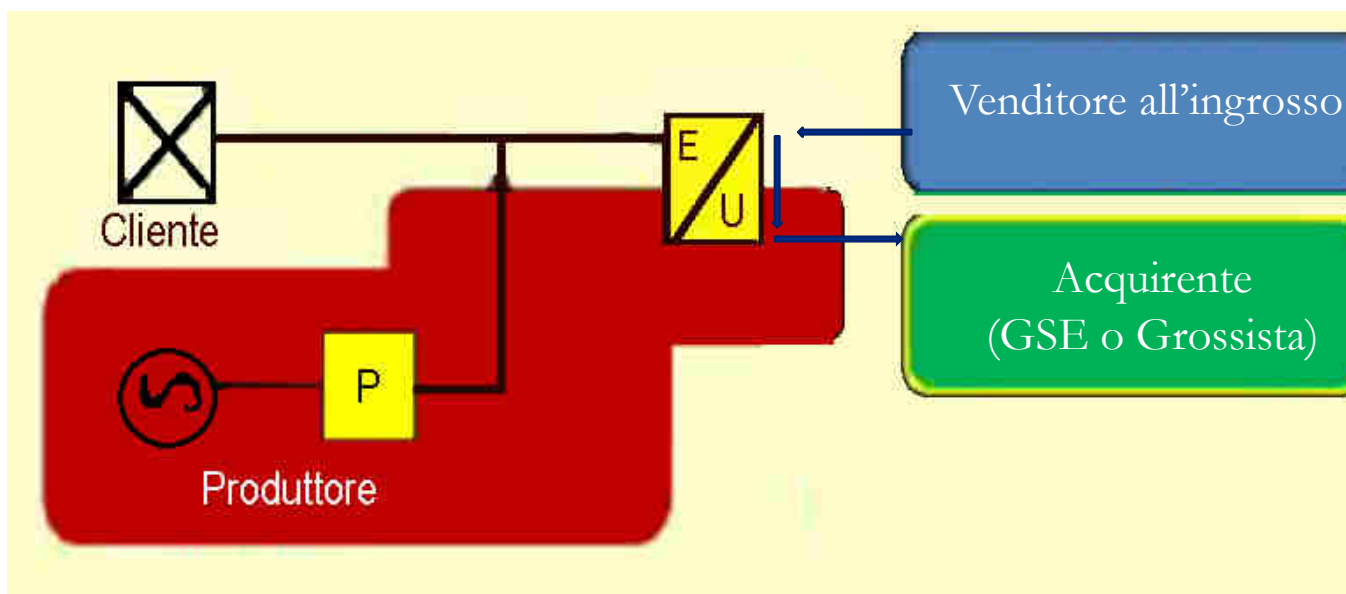 Venditore all’ingrosso
E
U
Cliente
Acquirente
(GSE o Grossista)
P
Produttore